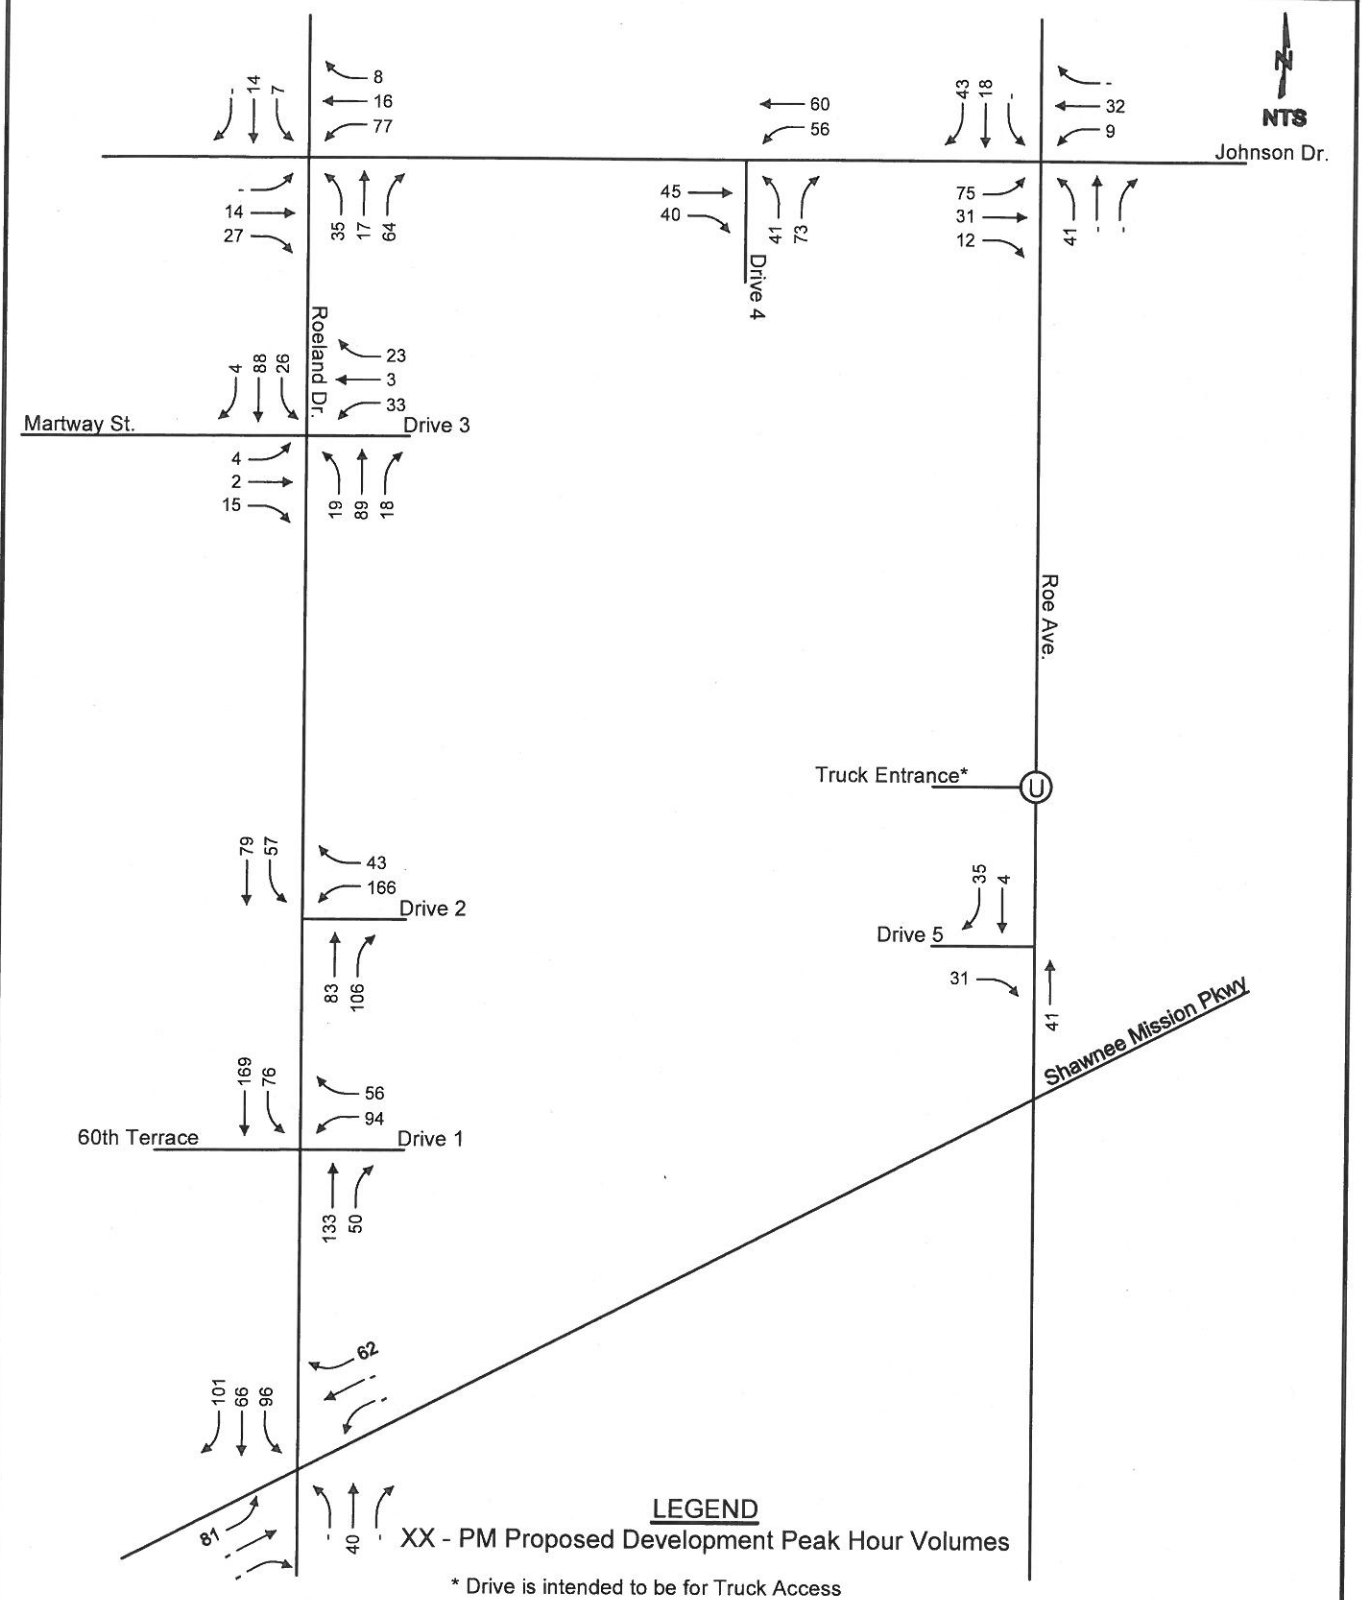 N
NTS
- 14 7
8
16
77
60
56
43 18 -
-
32
9
Johnson Dr.
-
14
27
35 17 64
45
40
41 73
Drive 4
75
31
12
41 - -
Roeland Dr.
4 88 26
23
3
33
Martway St.
Drive 3
4
2
15
19 89 18
Roe Ave.
Truck Entrance*
U
79 57
43
166
Drive 2
83 106
35 4
Drive 5
31
41
Shawnee Mission Pkwy
169 76
56
94
60th Terrace
Drive 1
133 50
62
-
-
101 66 96
81
-
-
- 40 -
LEGEND
XX - PM Proposed Development Peak Hour Volumes
* Drive is intended to be for Truck Access